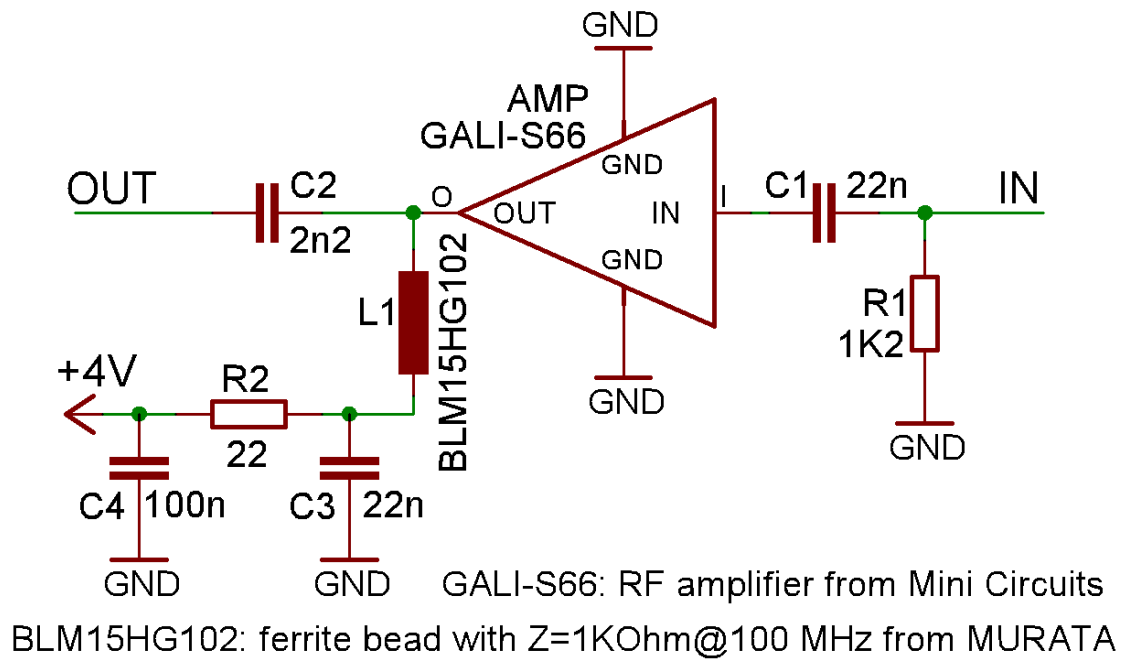 GND
AMP
GALI-S66
GND
OUT
C2
2n2
O
OUT
IN
I
C1
22n
IN
GND
L1
BLM15HG102
R1
1K2
+4V
R2
22
GND
GND
C4
100n
C3
22n
GND
GND
GALI-S66: RF amplifier from Mini Circuits
BLM15HG102: ferrite bead with Z=1KOhm@100 MHz from MURATA